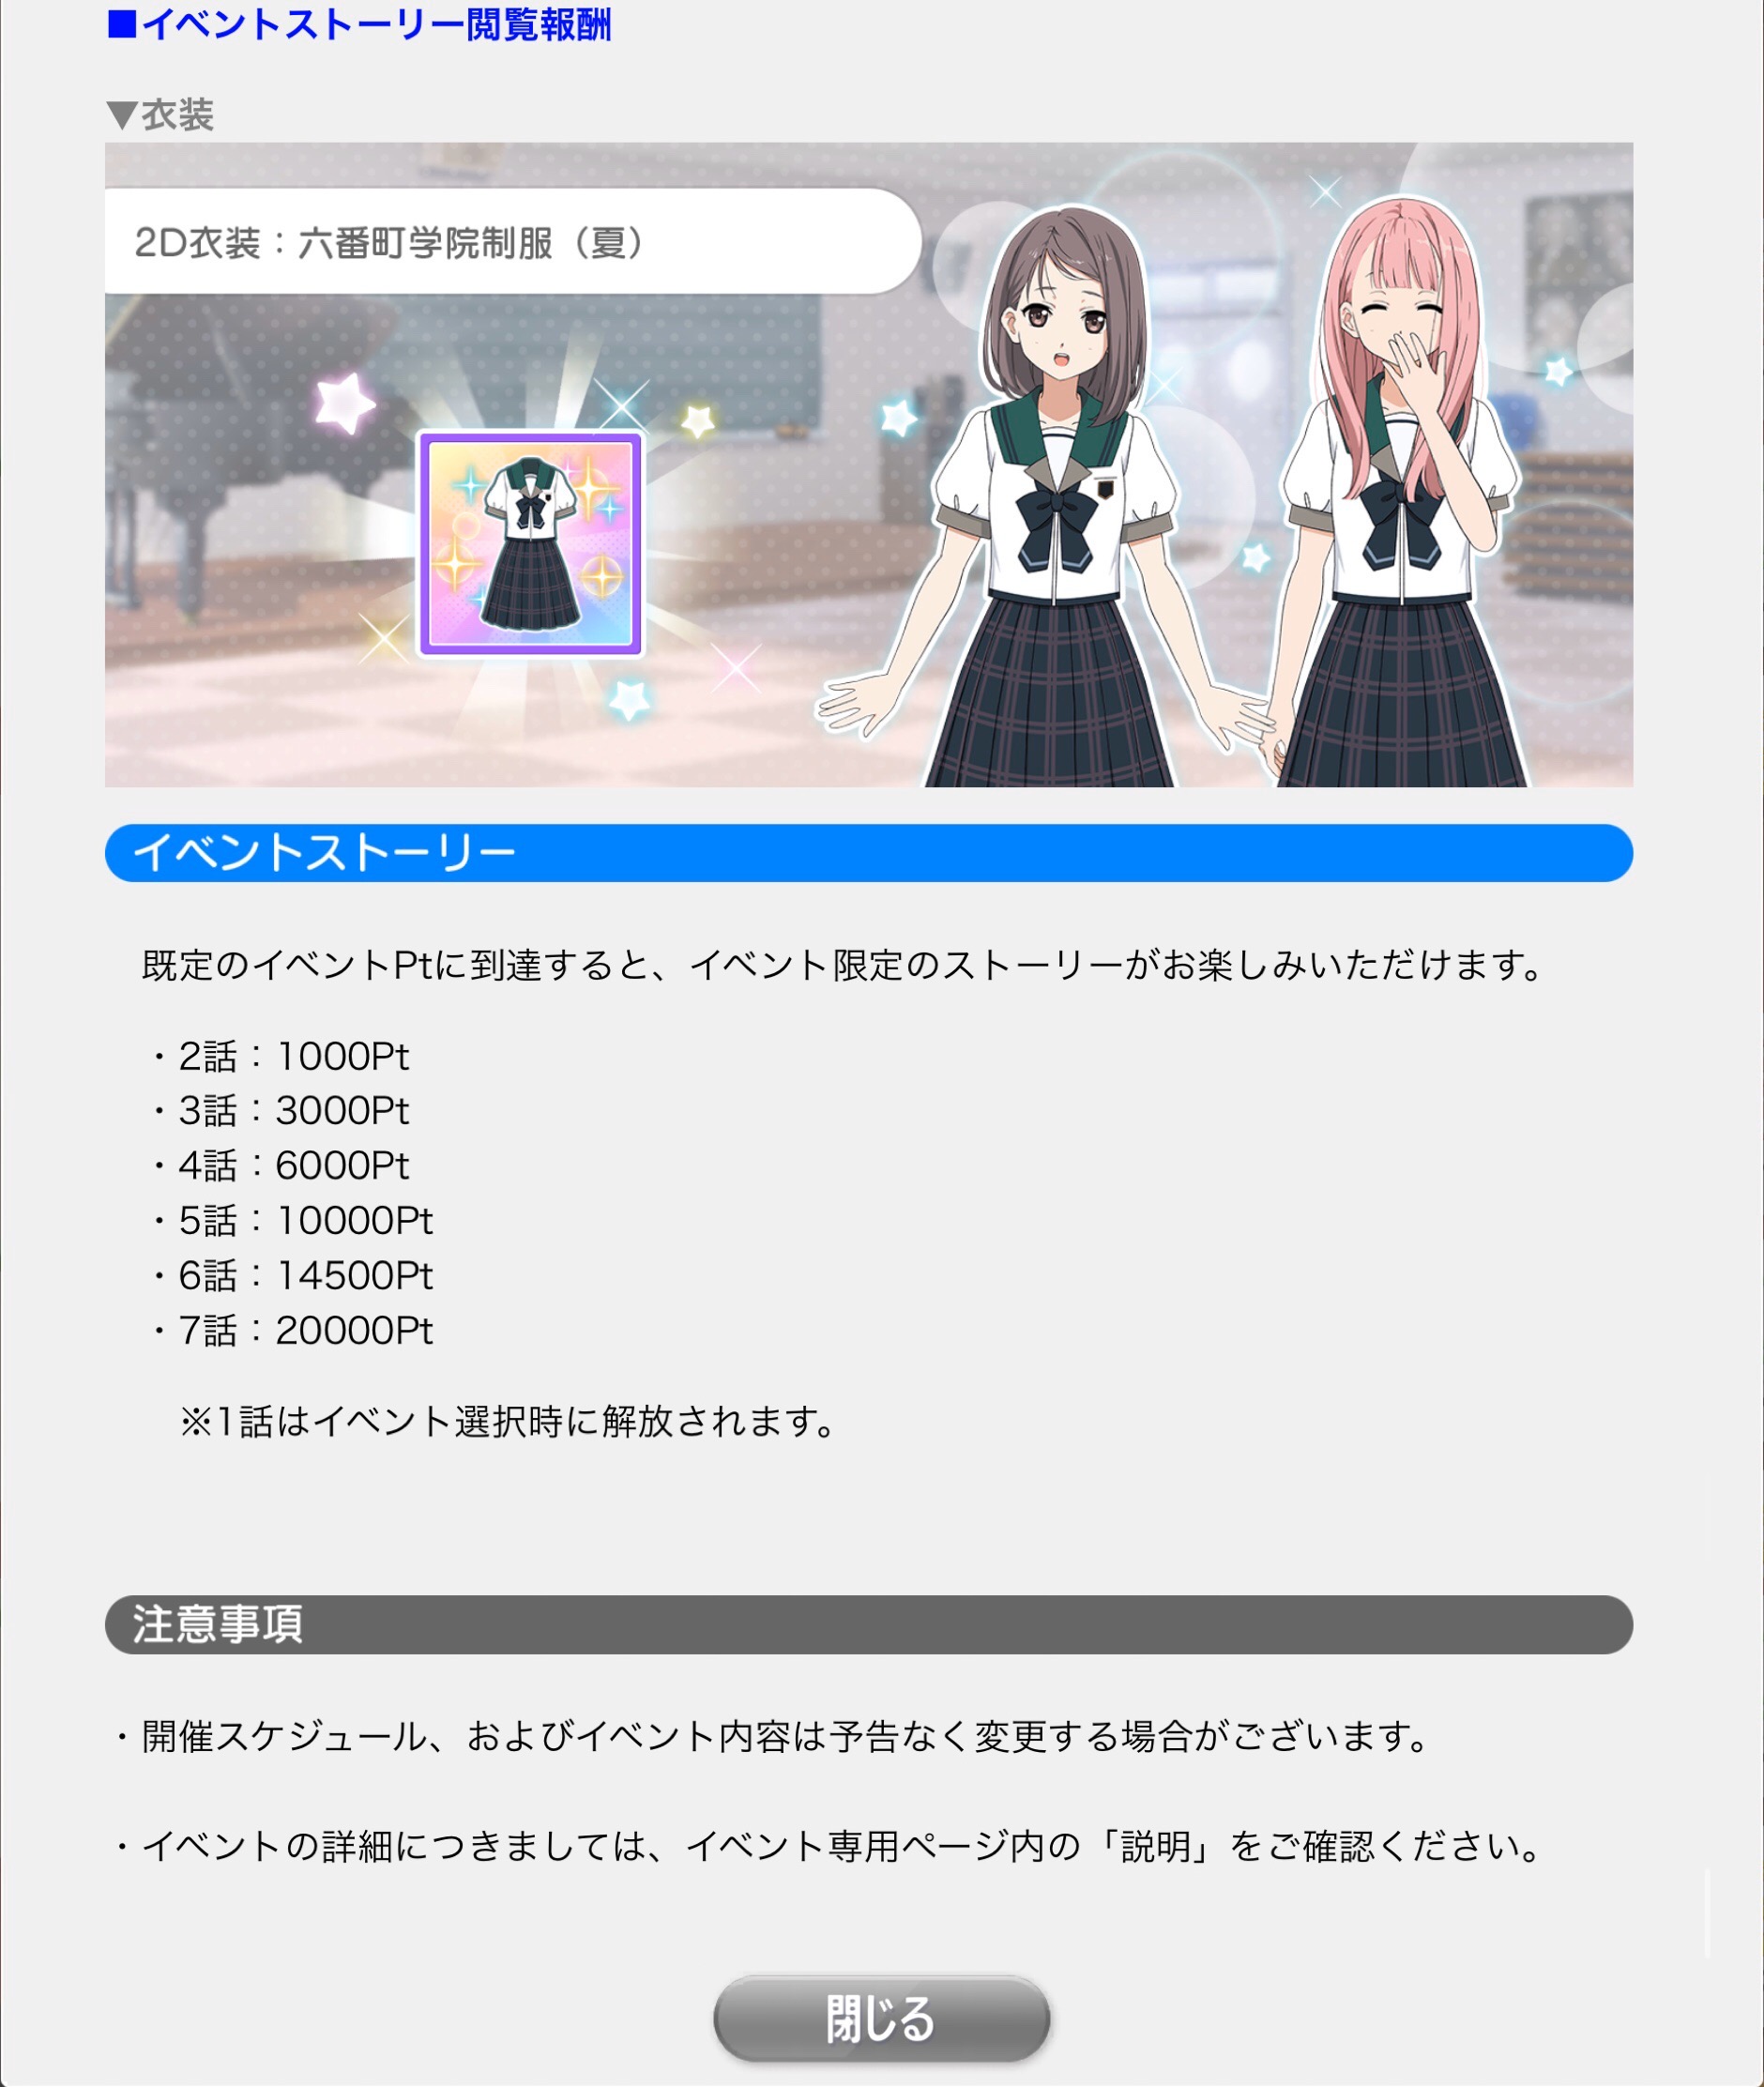 ■イベントストーリー閲覧報酬
▼衣装
2D衣装：六番町学院制服（夏）
イベントストーリー
既定のイベントPtに到達すると、イベント限定のストーリーがお楽しみいただけます。
・2話：1000Pt
・3話：3000Pt
・4話：6000Pt
・5話：10000Pt
・6話：14500Pt
・7話：20000Pt
※1話はイベント選択時に解放されます。
注意事項
・開催スケジュール、およびイベント内容は予告なく変更する場合がございます。
・イベントの詳細につきましては、イベント専用ページ内の「説明」をご確認ください。
閉じる